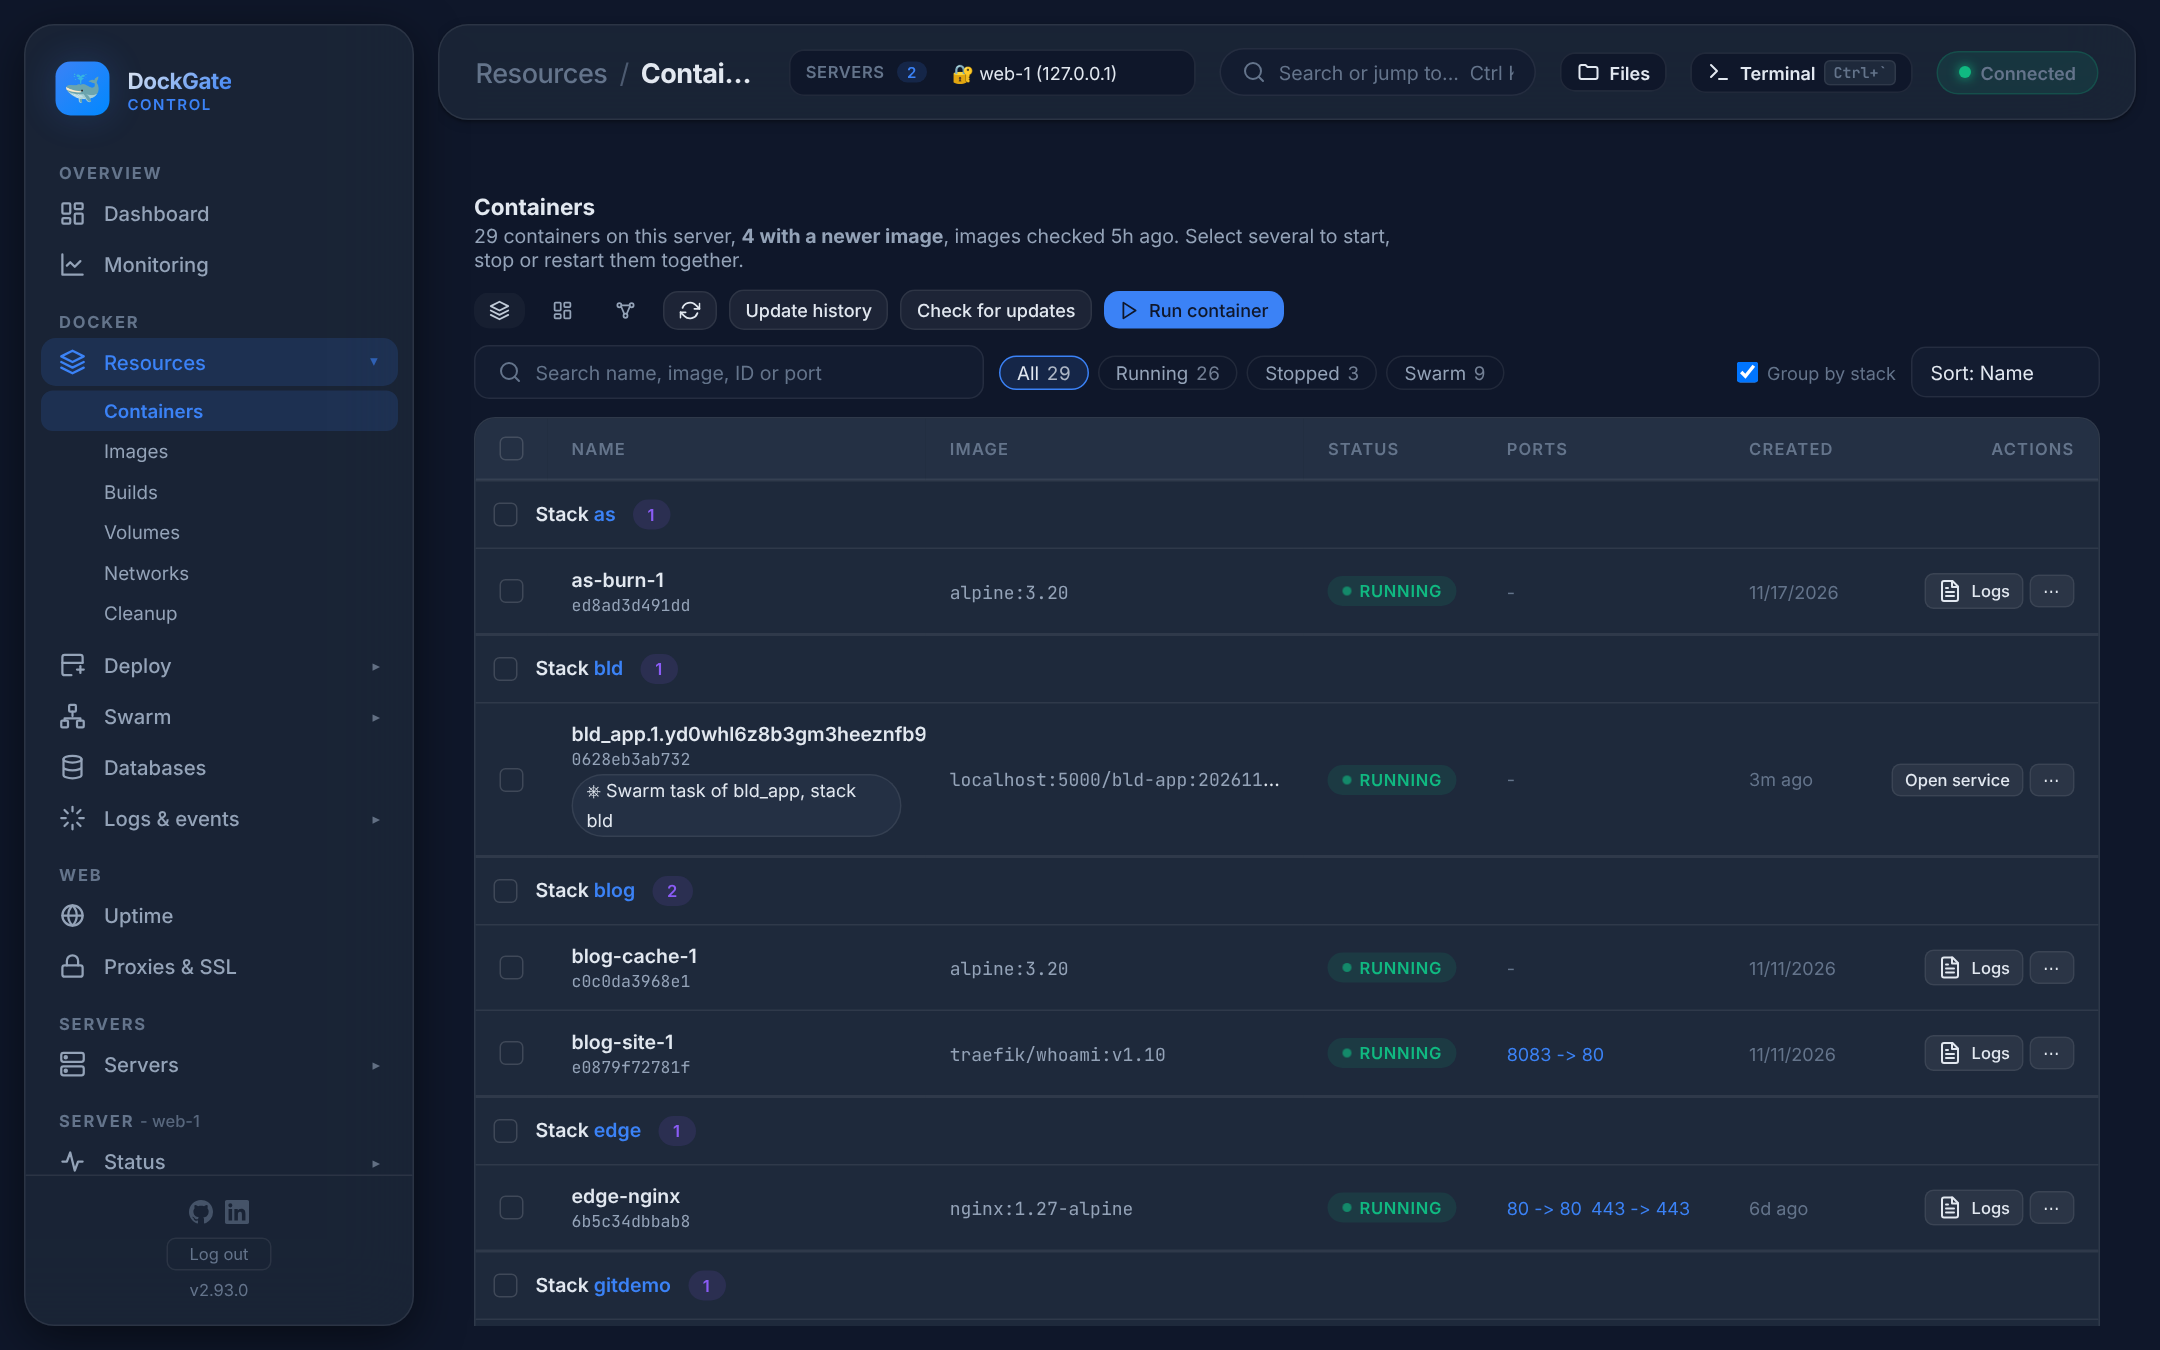 DockGate
CONTROL
OVERVIEW
Dashboard
Monitoring
DOCKER
Resources
Containers
Images
Builds
Volumes
Networks
Cleanup
Deploy
Swarm
Databases
Logs & events
WEB
Uptime
Proxies & SSL
SERVERS
Servers
SERVER - web-1
Status
Log out
v2.93.0
Resources / Contai...
SERVERS 2 web-1 (127.0.0.1)
Search or jump to... Ctrl
Files
Terminal Ctrl+`
Connected
Containers
29 containers on this server, 4 with a newer image, images checked 5h ago. Select several to start,
stop or restart them together.
Update history
Check for updates
Run container
Search name, image, ID or port
All 29
Running 26
Stopped 3
Swarm 9
Group by stack
Sort: Name
NAME IMAGE STATUS PORTS CREATED ACTIONS
Stack as 1
as-burn-1
ed8ad3d491dd
alpine:3.20 RUNNING - 11/17/2026 Logs ...
Stack bld 1
bld_app.1.yd0whl6z8b3gm3heeznfb9
0628eb3ab732
Swarm task of bld_app, stack
bld
localhost:5000/bld-app:202611... RUNNING - 3m ago Open service ...
Stack blog 2
blog-cache-1
c0c0da3968e1
alpine:3.20 RUNNING - 11/11/2026 Logs ...
blog-site-1
e0879f72781f
traefik/whoami:v1.10 RUNNING 8083 -> 80 11/11/2026 Logs ...
Stack edge 1
edge-nginx
6b5c34dbbab8
nginx:1.27-alpine RUNNING 80 -> 80 443 -> 443 6d ago Logs ...
Stack gitdemo 1